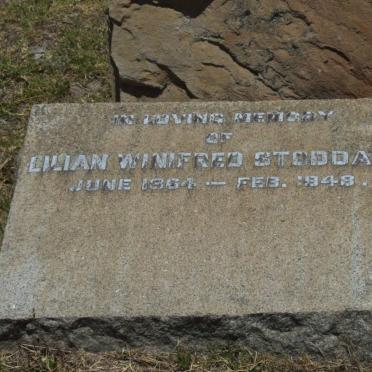 IN LOVING MEMORY
OF
LILIAN WINIFRED STODDA
JUNE 1864 — FEB. 1948.